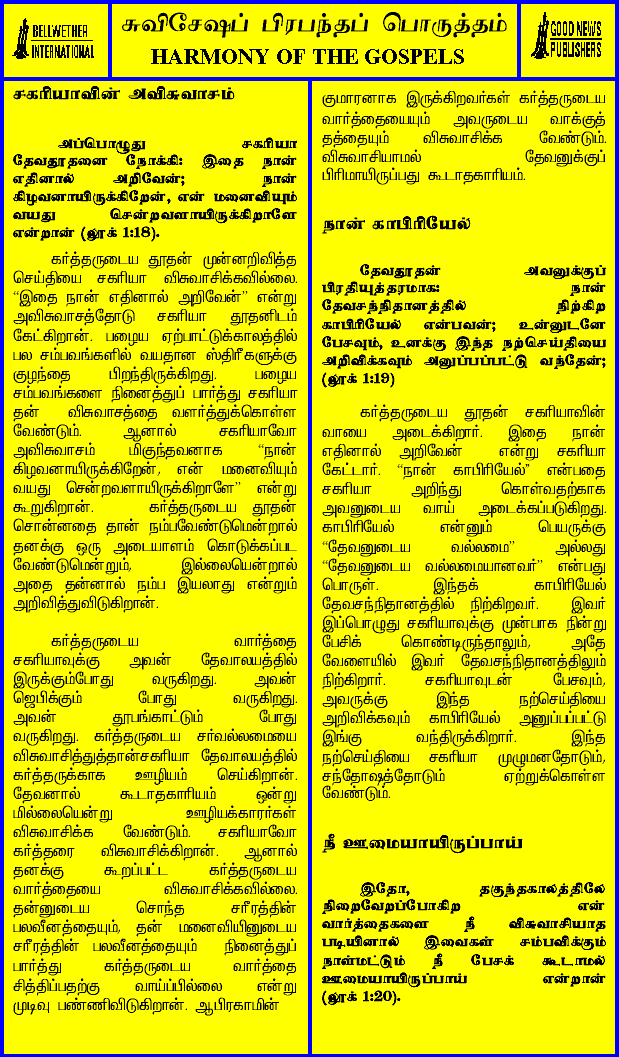 BELLWETHER
INTERNATIONAL
சுவிசேஷப் பிரபந்தப் பொருத்தம்
HARMONY OF THE GOSPELS
GOOD NEWS
PUBLISHERS
சகரியாவின் அவிசுவாசம்
அப்பொழுது சகரியா
தேவதூதனை நோக்கி: இதை நான்
எதினால் அறிவேன்; நான்
கிழவனாயிருக்கிறேன், என் மனைவியும்
வயது சென்றவளாயிருக்கிறாளே
என்றான் (லூக் 1:18).
கர்த்தருடைய தூதன் முன்னறிவித்த
செய்தியை சகரியா விசுவாசிக்கவில்லை.
“இதை நான் எதினால் அறிவேன்” என்று
அவிசுவாசத்தோடு சகரியா தூதனிடம்
கேட்கிறான். பழைய ஏற்பாட்டுக்காலத்தில்
பல சம்பவங்களில் வயதான ஸ்திரீகளுக்கு
குழந்தை பிறந்திருக்கிறது. பழைய
சம்பவங்களை நினைத்துப் பார்த்து சகரியா
தன் விசுவாசத்தை வளர்த்துக்கொள்ள
வேண்டும். ஆனால் சகரியாவோ
அவிசுவாசம் மிகுந்தவனாக “நான்
கிழவனாயிருக்கிறேன், என் மனைவியும்
வயது சென்றவளாயிருக்கிறாளே” என்று
கூறுகிறான். கர்த்தருடைய தூதன்
சொன்னதை தான் நம்பவேண்டுமென்றால்
தனக்கு ஒரு அடையாளம் கொடுக்கப்பட
வேண்டுமென்றும், இல்லையென்றால்
அதை தன்னால் நம்ப இயலாது என்றும்
அறிவித்துவிடுகிறான்.
கர்த்தருடைய வார்த்தை
சகரியாவுக்கு அவன் தேவாலயத்தில்
இருக்கும்போது வருகிறது. அவன்
ஜெபிக்கும் போது வருகிறது.
அவன் தூபங்காட்டும் போது
வருகிறது. கர்த்தருடைய சர்வல்லமையை
விசுவாசித்துத்தான்சகரியா தேவாலயத்தில்
கர்த்தருக்காக ஊழியம் செய்கிறான்.
தேவனால் கூடாதகாரியம் ஒன்று
மில்லையென்று ஊழியக்காரர்கள்
விசுவாசிக்க வேண்டும். சகரியாவோ
கர்த்தரை விசுவாசிக்கிறான். ஆனால்
தனக்கு கூறப்பட்ட கர்த்தருடைய
வார்த்தையை விசுவாசிக்கவில்லை.
தன்னுடைய சொந்த சரீரத்தின்
பலவீனத்தையும், தன் மனைவியினுடைய
சரீரத்தின் பலவீனத்தையும் நினைத்துப்
பார்த்து கர்த்தருடைய வார்த்தை
சித்திப்பதற்கு வாய்ப்பில்லை என்று
முடிவு பண்ணிவிடுகிறான். ஆபிரகாமின்
குமாரனாக இருக்கிறவர்கள் கர்த்தருடைய
வார்த்தையையும் அவருடைய வாக்குத்
தத்தையும் விசுவாசிக்க வேண்டும்.
விசுவாசியாமல் தேவனுக்குப்
பிரிமாயிருப்பது கூடாதகாரியம்.
நான் காபிரியேல்
தேவதூதன் அவனுக்குப்
பிரதியுத்தரமாக: நான்
தேவசந்நிதானத்தில் நிற்கிற
காபிரியேல் என்பவன்; உன்னுடனே
பேசவும், உனக்கு இந்த நற்செய்தியை
அறிவிக்கவும் அனுப்பப்பட்டு வந்தேன்;
(லூக் 1:19)
கர்த்தருடைய தூதன் சகரியாவின்
வாயை அடைக்கிறார். இதை நான்
எதினால் அறிவேன் என்று சகரியா
கேட்டார். “நான் காபிரியேல்” என்பதை
சகரியா அறிந்து கொள்வதற்காக
அவனுடைய வாய் அடைக்கப்படுகிறது.
காபிரியேல் என்னும் பெயருக்கு
“தேவனுடைய வல்லமை” அல்லது
“தேவனுடைய வல்லமையானவர்” என்பது
பொருள். இந்தக் காபிரியேல்
தேவசந்நிதானத்தில் நிற்கிறவர். இவர்
இப்பொழுது சகரியாவுக்கு முன்பாக நின்று
பேசிக் கொண்டிருந்தாலும், அதே
வேளையில் இவர் தேவசந்நிதானத்திலும்
நிற்கிறார். சகரியாவுடன் பேசவும்,
அவருக்கு இந்த நற்செய்தியை
அறிவிக்கவும் காபிரியேல் அனுப்பப்பட்டு
இங்கு வந்திருக்கிறார். இந்த
நற்செய்தியை சகரியா முழுமனதோடும்,
சந்தோஷத்தோடும் ஏற்றுக்கொள்ள
வேண்டும்.
நீ ஊமையாயிருப்பாய்
இதோ, தகுந்தகாலத்திலே
நிறைவேறப்போகிற என்
வார்த்தைகளை நீ விசுவாசியாத
படியினால் இவைகள் சம்பவிக்கும்
நாள்மட்டும் நீ பேசக் கூடாமல்
ஊமையாயிருப்பாய் என்றான்
(லூக் 1:20).